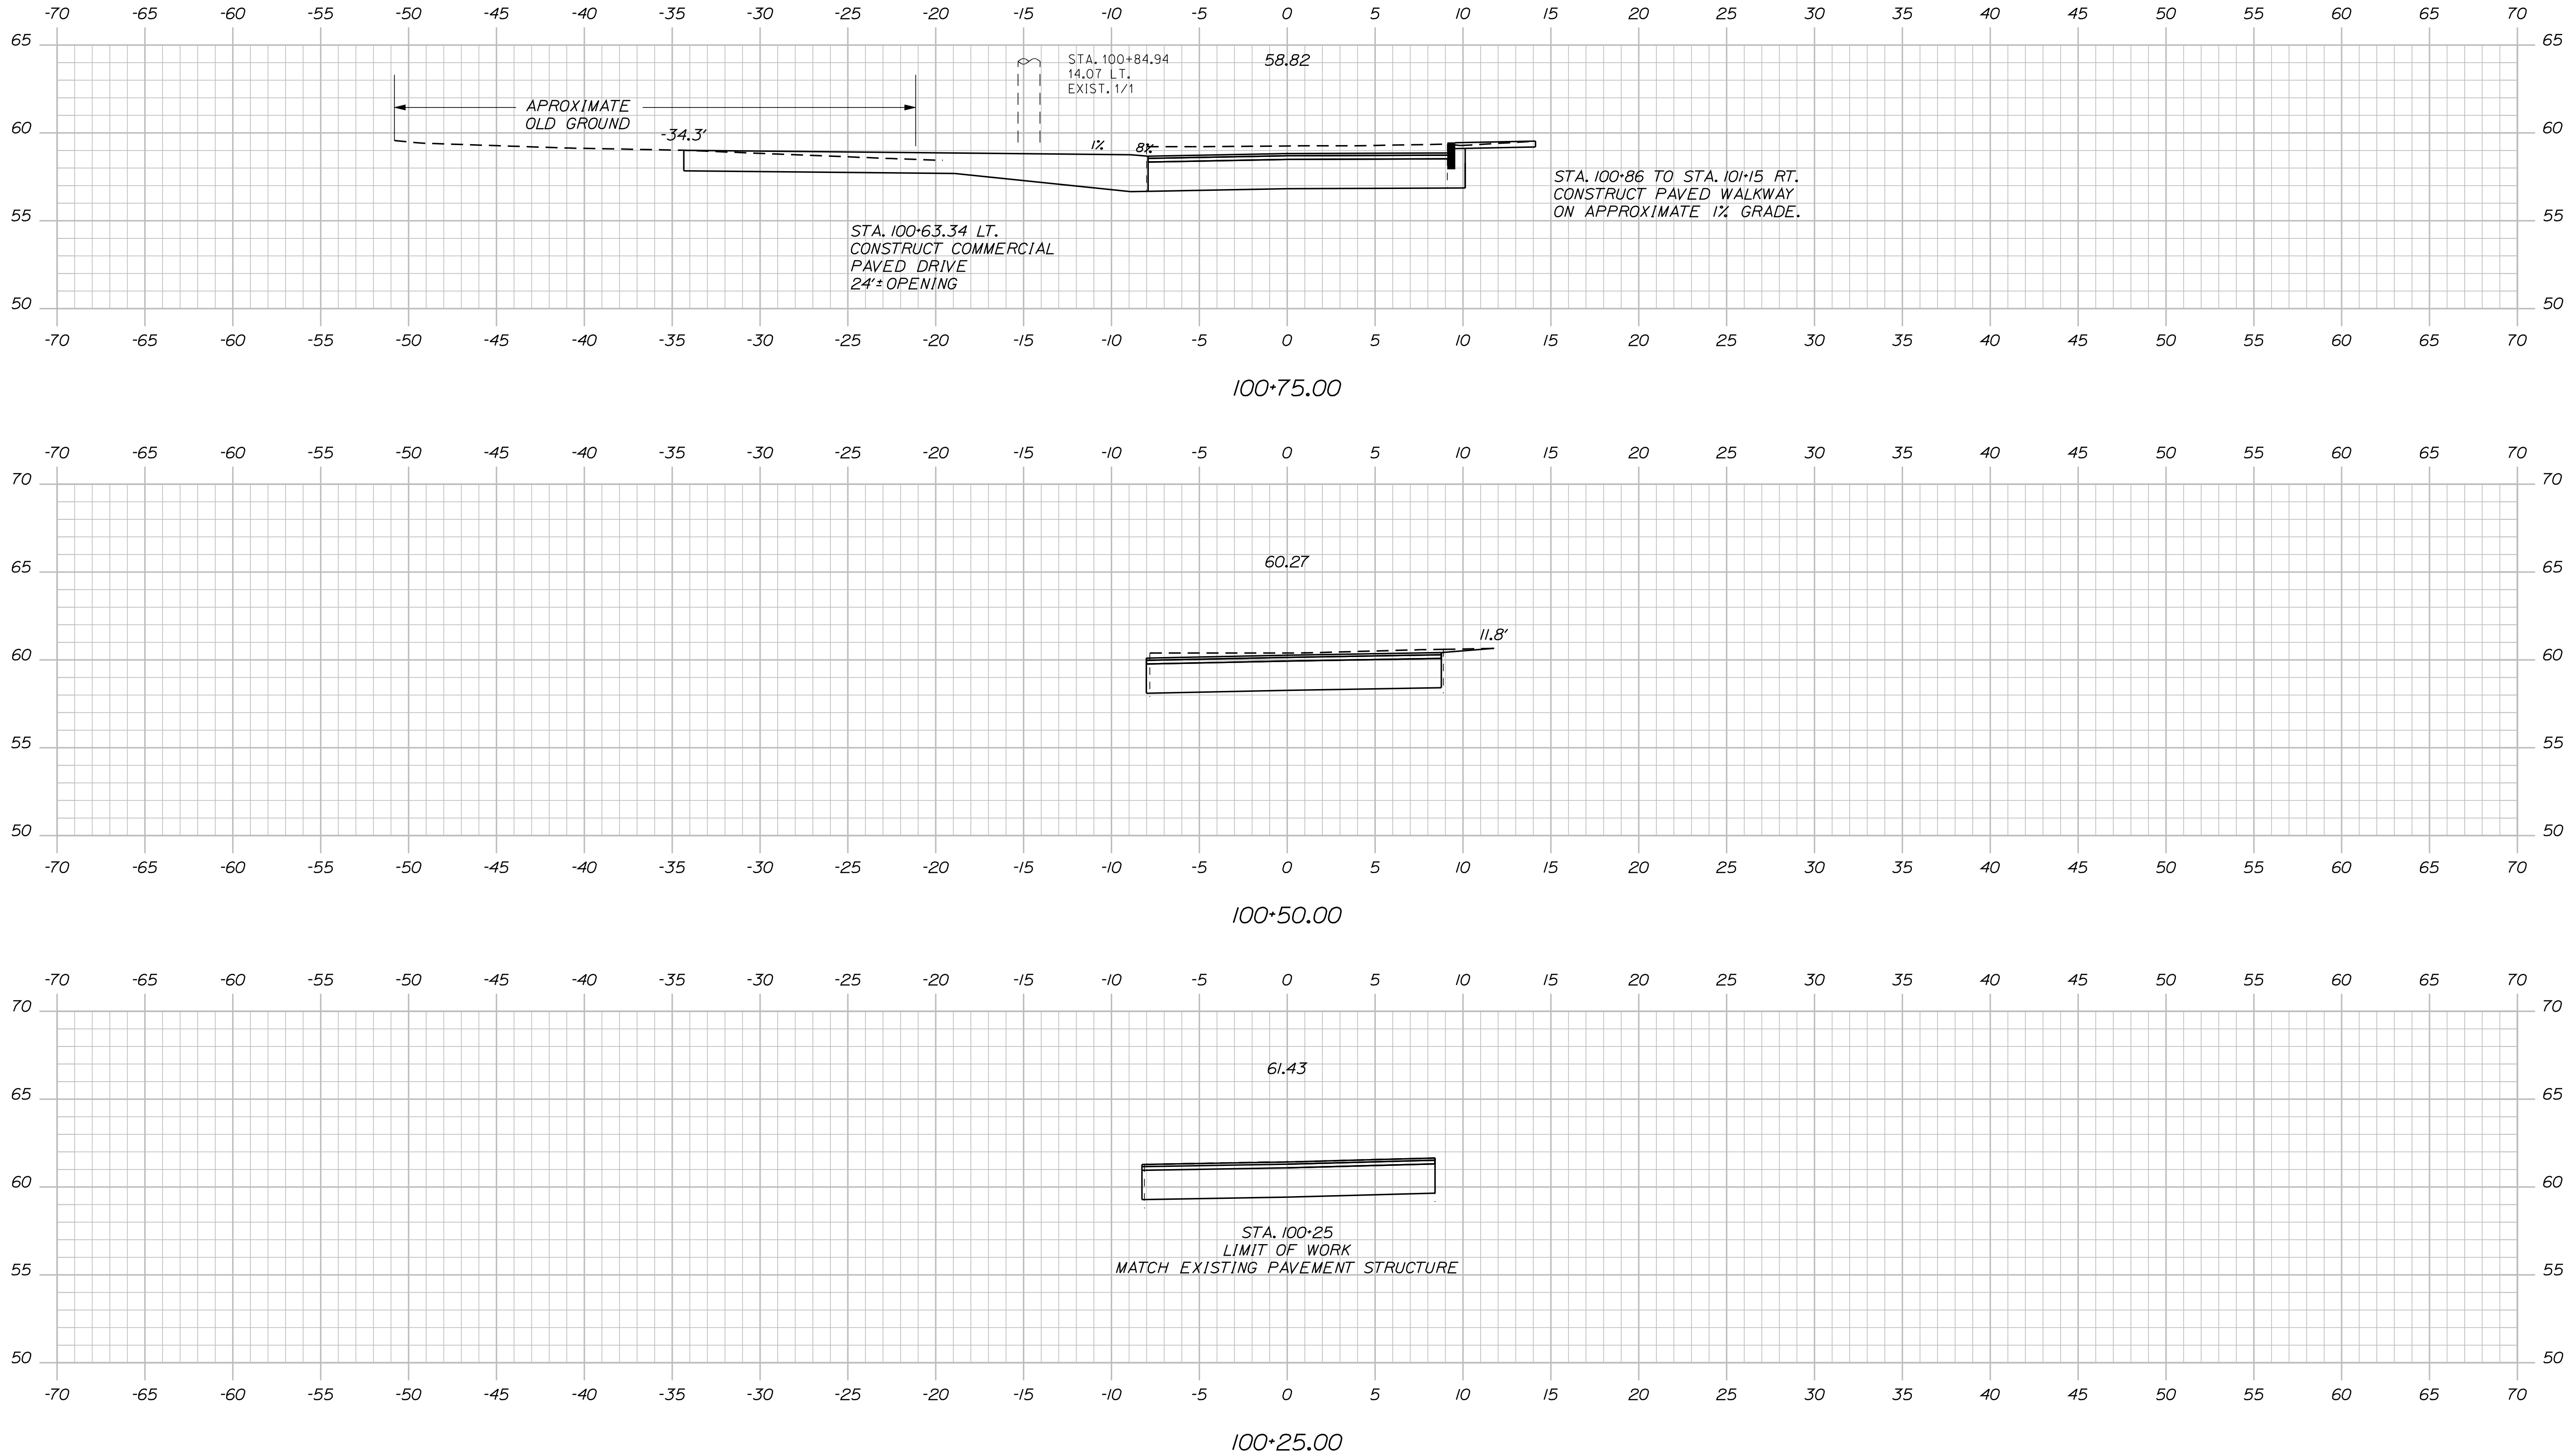 -70 -65 -60 -55 -50 -45 -40 -35 -30 -25 -20 -15 -10 -5 0 5 10 15 20 25 30 35 40 45 50 55 60 65 70
65 65
STA. 100+84.94
14.07 LT.
EXIST. 1/1
58.82
APROXIMATE
OLD GROUND
60 60
-34.3'
1% 8%
STA. 100+86 TO STA. 101+15 RT.
CONSTRUCT PAVED WALKWAY
ON APPROXIMATE 1% GRADE.
55 55
STA. 100+63.34 LT.
CONSTRUCT COMMERCIAL
PAVED DRIVE
24'± OPENING
50 50
-70 -65 -60 -55 -50 -45 -40 -35 -30 -25 -20 -15 -10 -5 0 5 10 15 20 25 30 35 40 45 50 55 60 65 70
100+75.00
-70 -65 -60 -55 -50 -45 -40 -35 -30 -25 -20 -15 -10 -5 0 5 10 15 20 25 30 35 40 45 50 55 60 65 70
70 70
60.27
65 65
11.8'
60 60
55 55
50 50
-70 -65 -60 -55 -50 -45 -40 -35 -30 -25 -20 -15 -10 -5 0 5 10 15 20 25 30 35 40 45 50 55 60 65 70
100+50.00
-70 -65 -60 -55 -50 -45 -40 -35 -30 -25 -20 -15 -10 -5 0 5 10 15 20 25 30 35 40 45 50 55 60 65 70
70 70
61.43
65 65
60 60
STA. 100+25
LIMIT OF WORK
MATCH EXISTING PAVEMENT STRUCTURE
55 55
50 50
-70 -65 -60 -55 -50 -45 -40 -35 -30 -25 -20 -15 -10 -5 0 5 10 15 20 25 30 35 40 45 50 55 60 65 70
100+25.00